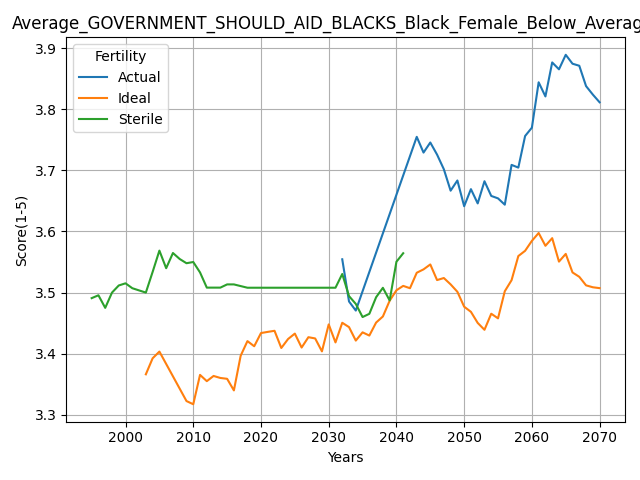 Average_GOVERNMENT_SHOULD_AID_BLACKS_Black_Female_Below_Averag
Fertility
Actual
Ideal
Sterile
Score(1-5)
3.9
3.8
3.7
3.6
3.5
3.4
3.3
2000 2010 2020 2030 2040 2050 2060 2070
Years